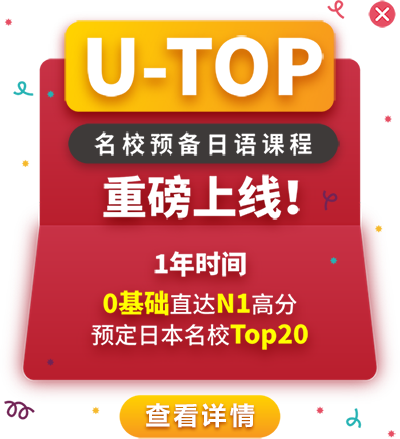 U-TOP
名校预备日语课程
重磅上线!
1年时间
0基础直达N1高分
预定日本名校Top20
查看详情